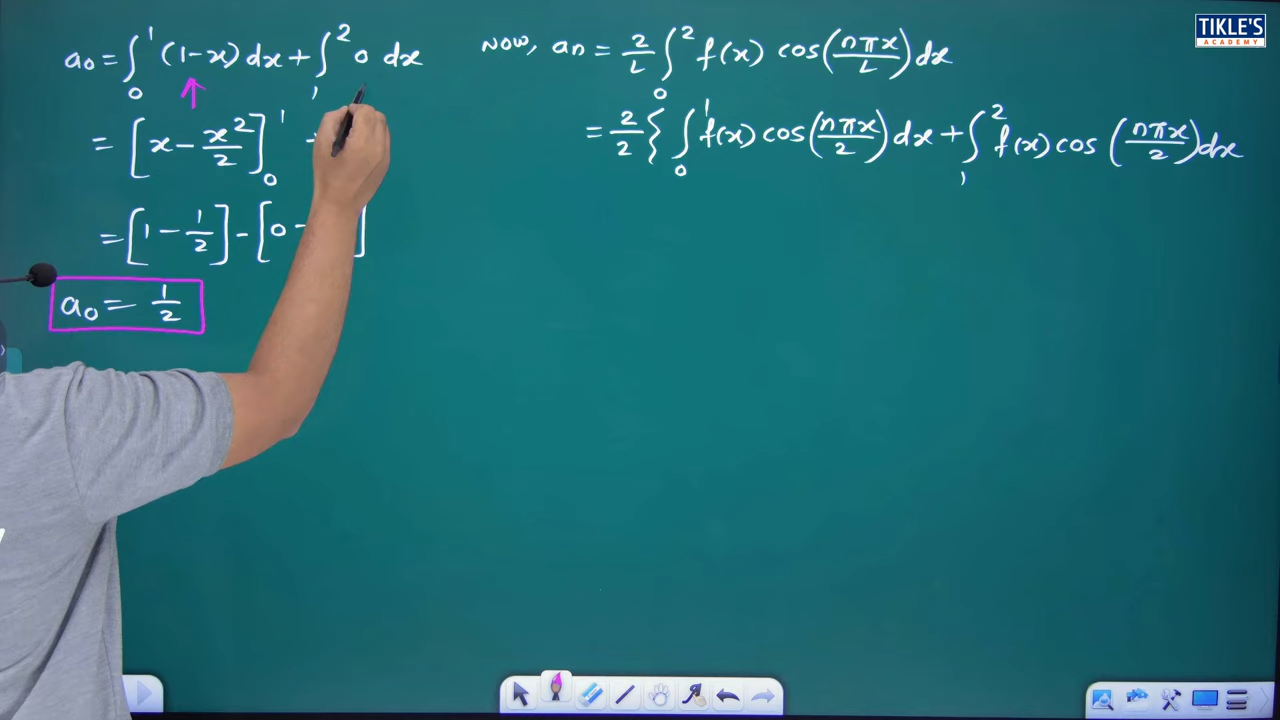 TIKLE'S
ACADEMY
a₀ = ∫₀¹ (1-x) dx + ∫₁² 0 dx
= [x - x²/2]₀¹
= [1 - 1/2] - [0 -
a₀ = 1/2
Now, an = 2/L ∫₀² f(x) cos(nπx/L) dx
= 2/2 { ∫₀¹ f(x) cos(nπx/2) dx + ∫₁² f(x) cos(nπx/2) dx